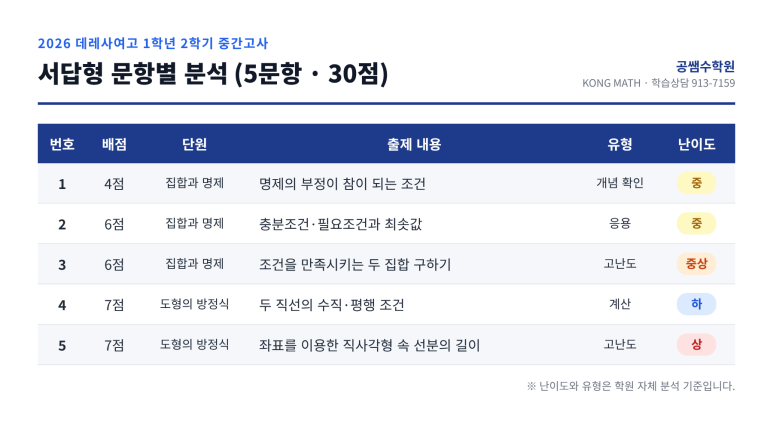 2026 데레사여고 1학년 2학기 중간고사
서답형 문항별 분석 (5문항 · 30점)
공쌤수학원
KONG MATH · 학습상담 913-7159
번호 배점 단원 출제 내용 유형 난이도
1 4점 집합과 명제 명제의 부정이 참이 되는 조건 개념 확인 중
2 6점 집합과 명제 충분조건·필요조건과 최솟값 응용 중
3 6점 집합과 명제 조건을 만족시키는 두 집합 구하기 고난도 중상
4 7점 도형의 방정식 두 직선의 수직·평행 조건 계산 하
5 7점 도형의 방정식 좌표를 이용한 직사각형 속 선분의 길이 고난도 상
※ 난이도와 유형은 학원 자체 분석 기준입니다.